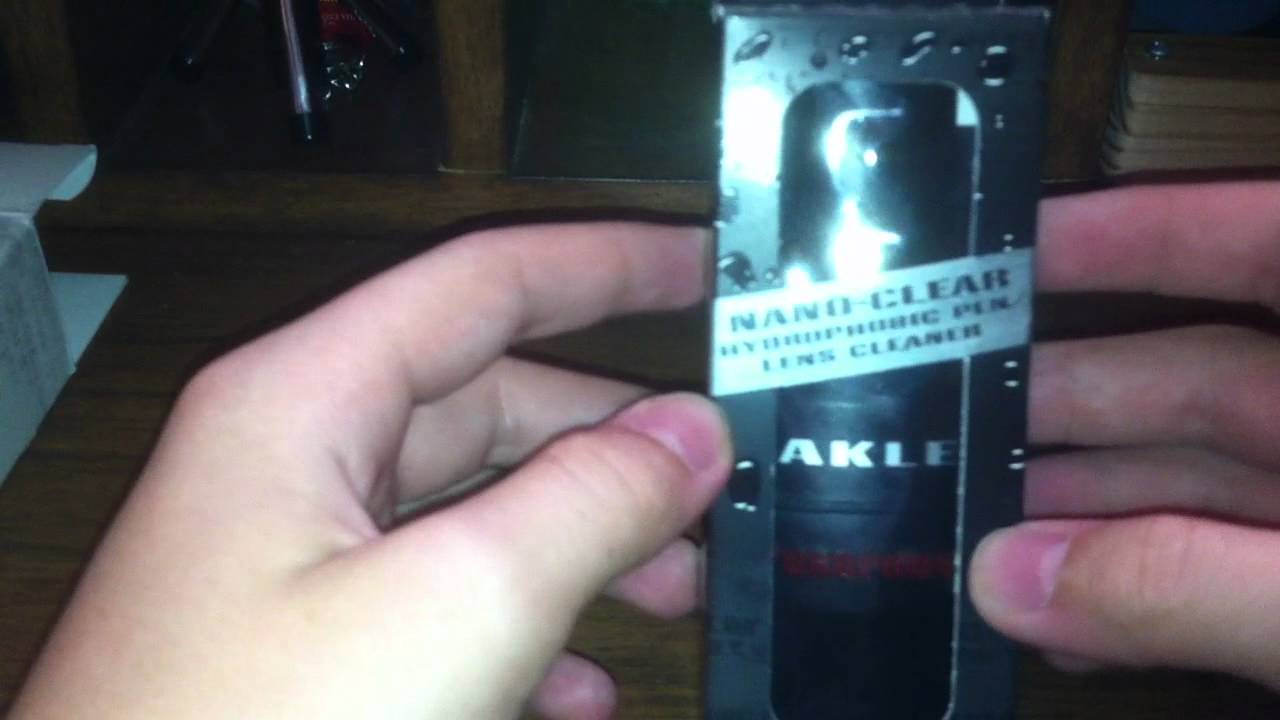 NANO-CLEAR
HYDROPHOBIC PEN
LENS CLEANER
AKLE